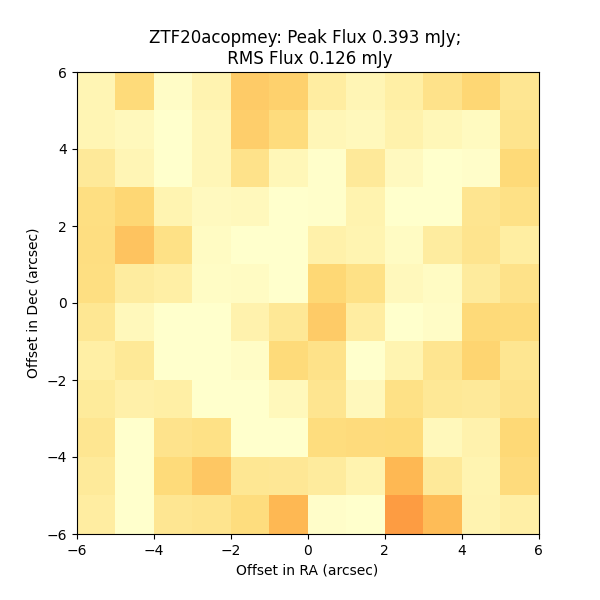 ZTF20acopmey: Peak Flux 0.393 mJy;
RMS Flux 0.126 mJy
6
4
2
0
−2
−4
−6
Offset in Dec (arcsec)
−6 −4 −2 0 2 4 6
Offset in RA (arcsec)